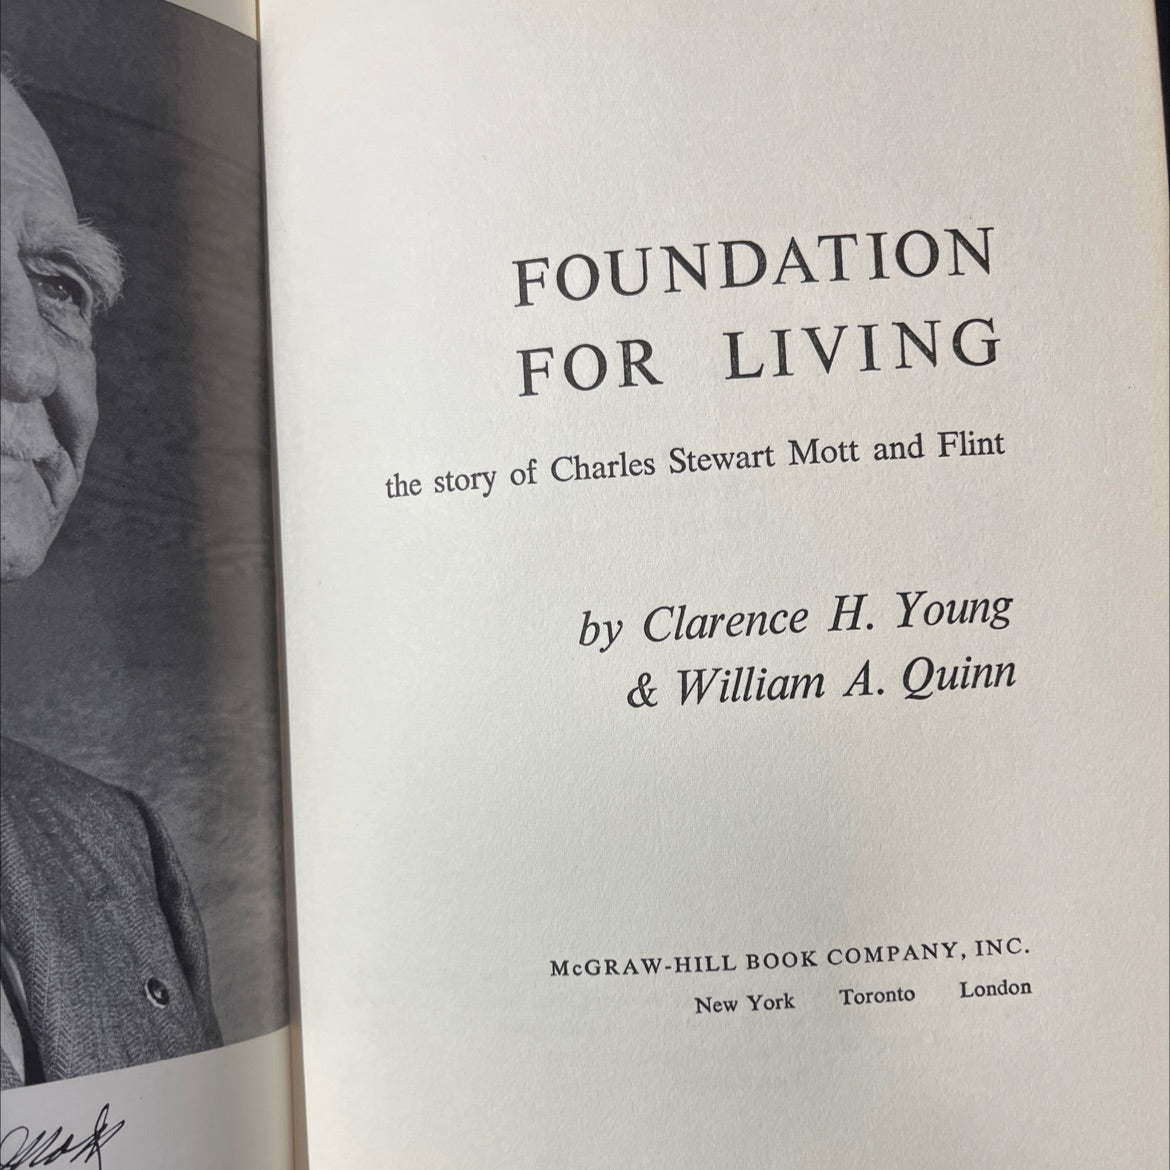 FOUNDATION
FOR LIVING
the story of Charles Stewart Mott and Flint
by Clarence H. Young
& William A. Quinn
McGRAW-HILL BOOK COMPANY, INC.
New York Toronto London
Mott